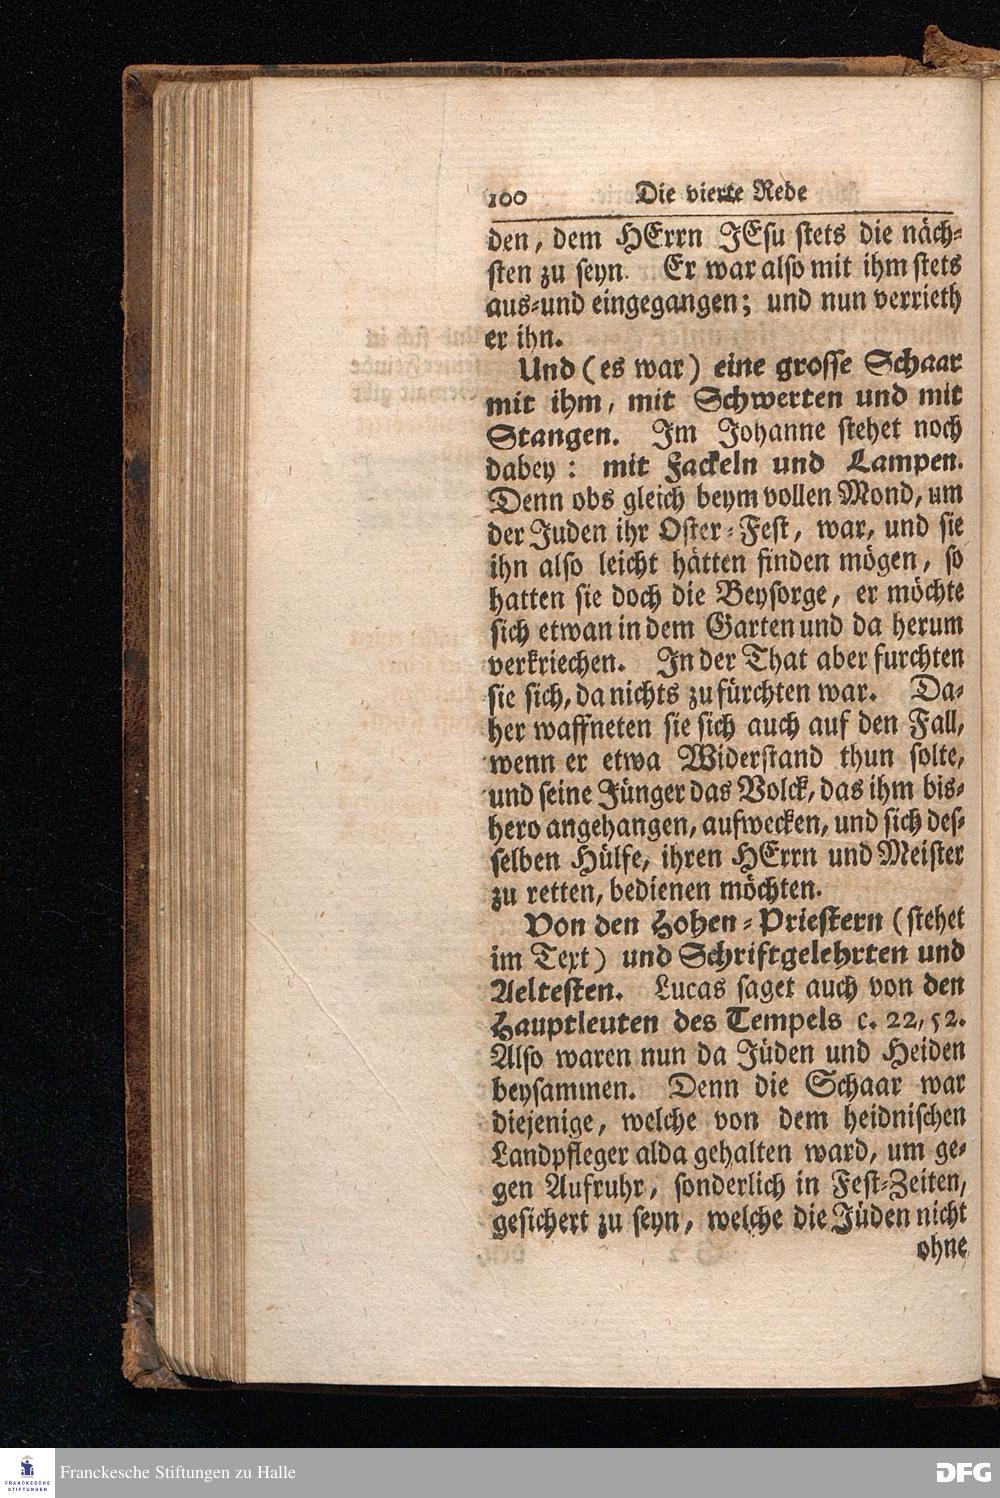 100 Die vierte Rede
den, dem HErrn JEsu stets die näch-
sten zu seyn. Er war also mit ihm stets
aus-und eingegangen; und nun verrieth
er ihn.
Und (es war) eine grosse Schaar
mit ihm, mit Schwerten und mit
Stangen. Im Johanne stehet noch
dabey: mit Fackeln und Lampen.
Denn obs gleich beym vollen Mond, um
der Juden ihr Oster-Fest, war, und sie
ihn also leicht hätten finden mögen, so
hatten sie doch die Beysorge, er möchte
sich etwan in dem Garten und da herum
verkriechen. In der That aber furchten
sie sich, da nichts zu fürchten war. Da-
her waffneten sie sich auch auf den Fall,
wenn er etwa Widerstand thun solte,
und seine Jünger das Volck, das ihm bis-
hero angehangen, aufwecken, und sich des-
selben Hülfe, ihren HErrn und Meister
zu retten, bedienen möchten.
Von den Hohen-Priestern (stehet
im Text) und Schriftgelehrten und
Aeltesten. Lucas saget auch von den
Hauptleuten des Tempels c. 22, 52.
Also waren nun da Jüden und Heiden
beysammen. Denn die Schaar war
diejenige, welche von dem heidnischen
Landpfleger alda gehalten ward, um ge-
gen Aufruhr, sonderlich in Fest-Zeiten,
gesichert zu seyn, welche die Jüden nicht
ohne
FRANCKESCHE
STIFTUNGEN
Franckesche Stiftungen zu Halle
DFG